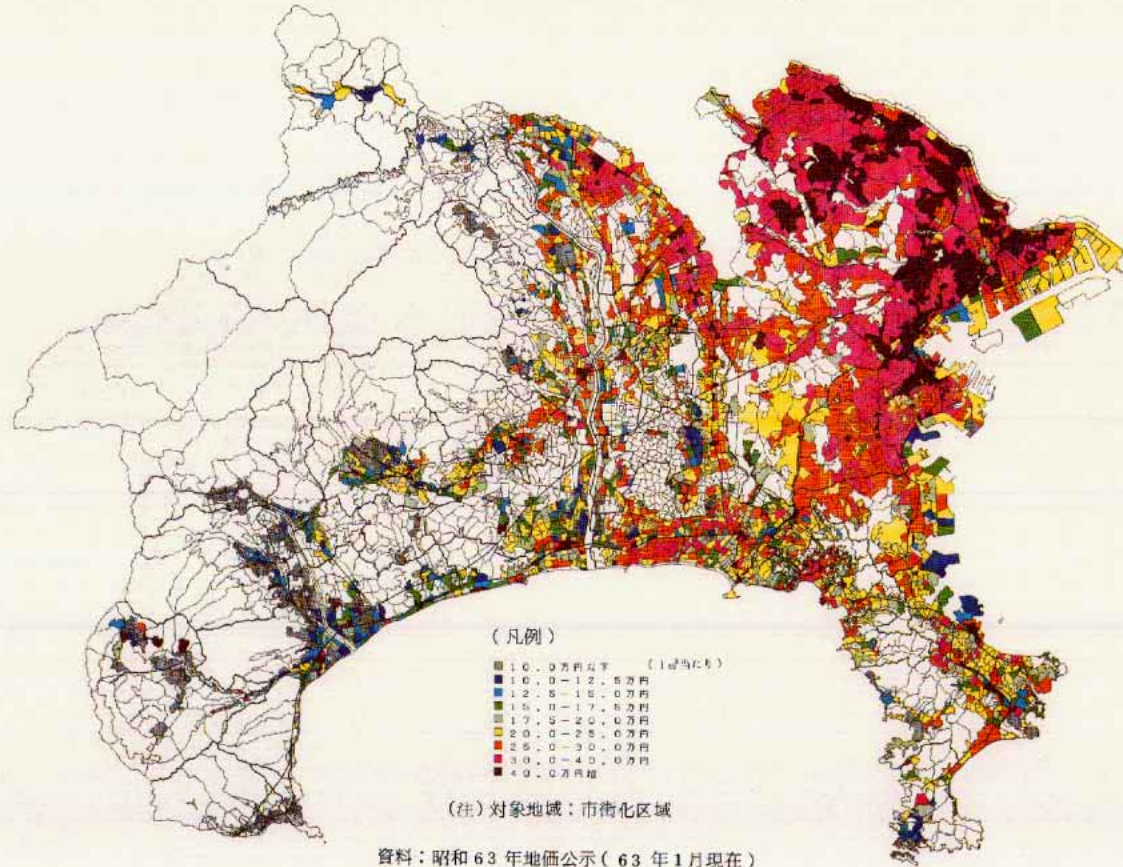 (凡例)
10.0万円以下 (1㎡当たり)
10.0-12.5万円
12.5-15.0万円
15.0-17.5万円
17.5-20.0万円
20.0-25.0万円
25.0-30.0万円
30.0-40.0万円
40.0万円超
(注)対象地域:市街化区域
資料:昭和63年地価公示(63年1月現在)